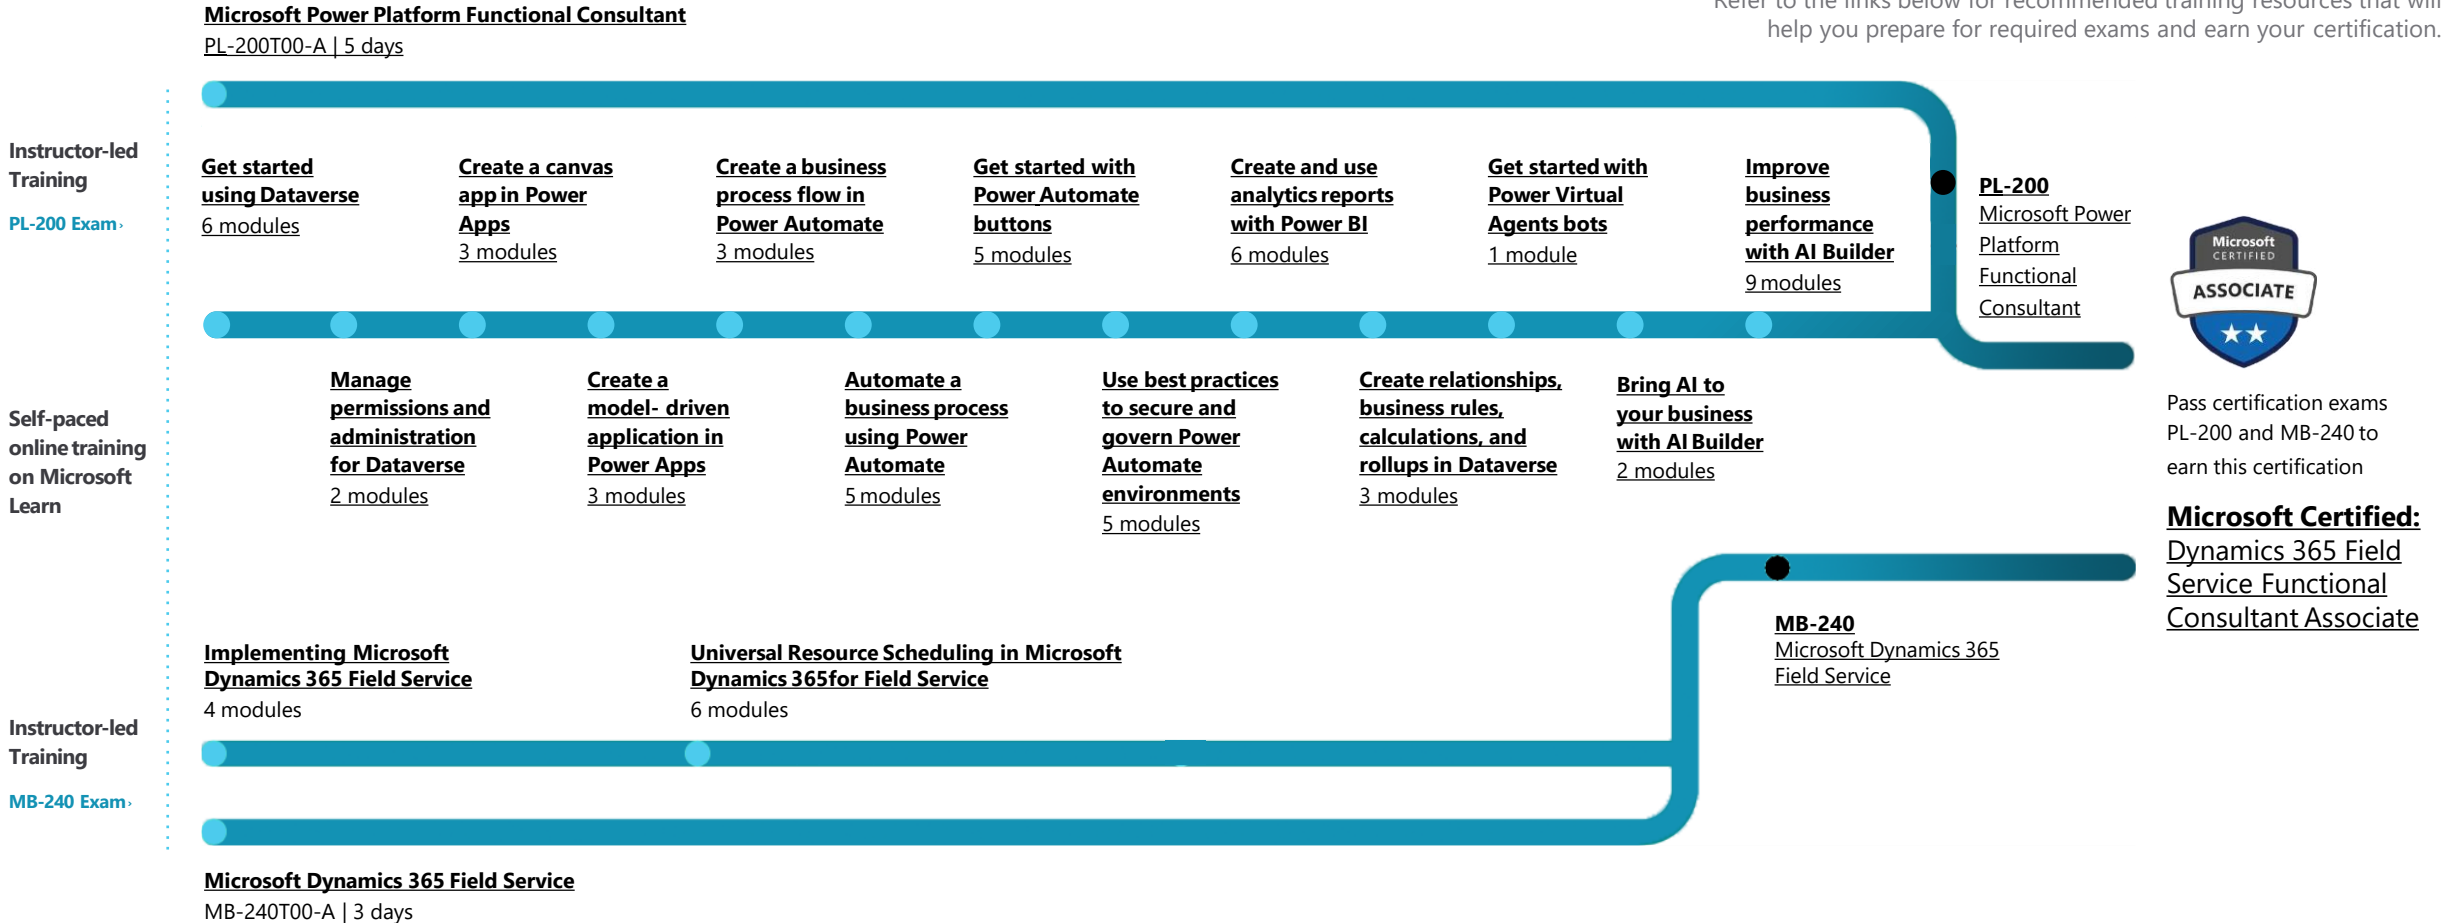 Microsoft Power Platform Functional Consultant
PL-200T00-A | 5 days
Refer to the links below for recommended training resources that will
help you prepare for required exams and earn your certification.
Instructor-led
Training
PL-200 Exam›
Get started
using Dataverse
6 modules
Create a canvas
app in Power
Apps
3 modules
Create a business
process flow in
Power Automate
3 modules
Get started with
Power Automate
buttons
5 modules
Create and use
analytics reports
with Power BI
6 modules
Get started with
Power Virtual
Agents bots
1 module
Improve
business
performance
with AI Builder
9 modules
PL-200
Microsoft Power
Platform
Functional
Consultant
Microsoft
CERTIFIED
ASSOCIATE
Self-paced
online training
on Microsoft
Learn
Manage
permissions and
administration
for Dataverse
2 modules
Create a
model- driven
application in
Power Apps
3 modules
Automate a
business process
using Power
Automate
5 modules
Use best practices
to secure and
govern Power
Automate
environments
5 modules
Create relationships,
business rules,
calculations, and
rollups in Dataverse
3 modules
Bring AI to
your business
with AI Builder
2 modules
Pass certification exams
PL-200 and MB-240 to
earn this certification
Microsoft Certified:
Dynamics 365 Field
Service Functional
Consultant Associate
MB-240
Microsoft Dynamics 365
Field Service
Implementing Microsoft
Dynamics 365 Field Service
4 modules
Universal Resource Scheduling in Microsoft
Dynamics 365for Field Service
6 modules
Instructor-led
Training
MB-240 Exam›
Microsoft Dynamics 365 Field Service
MB-240T00-A | 3 days